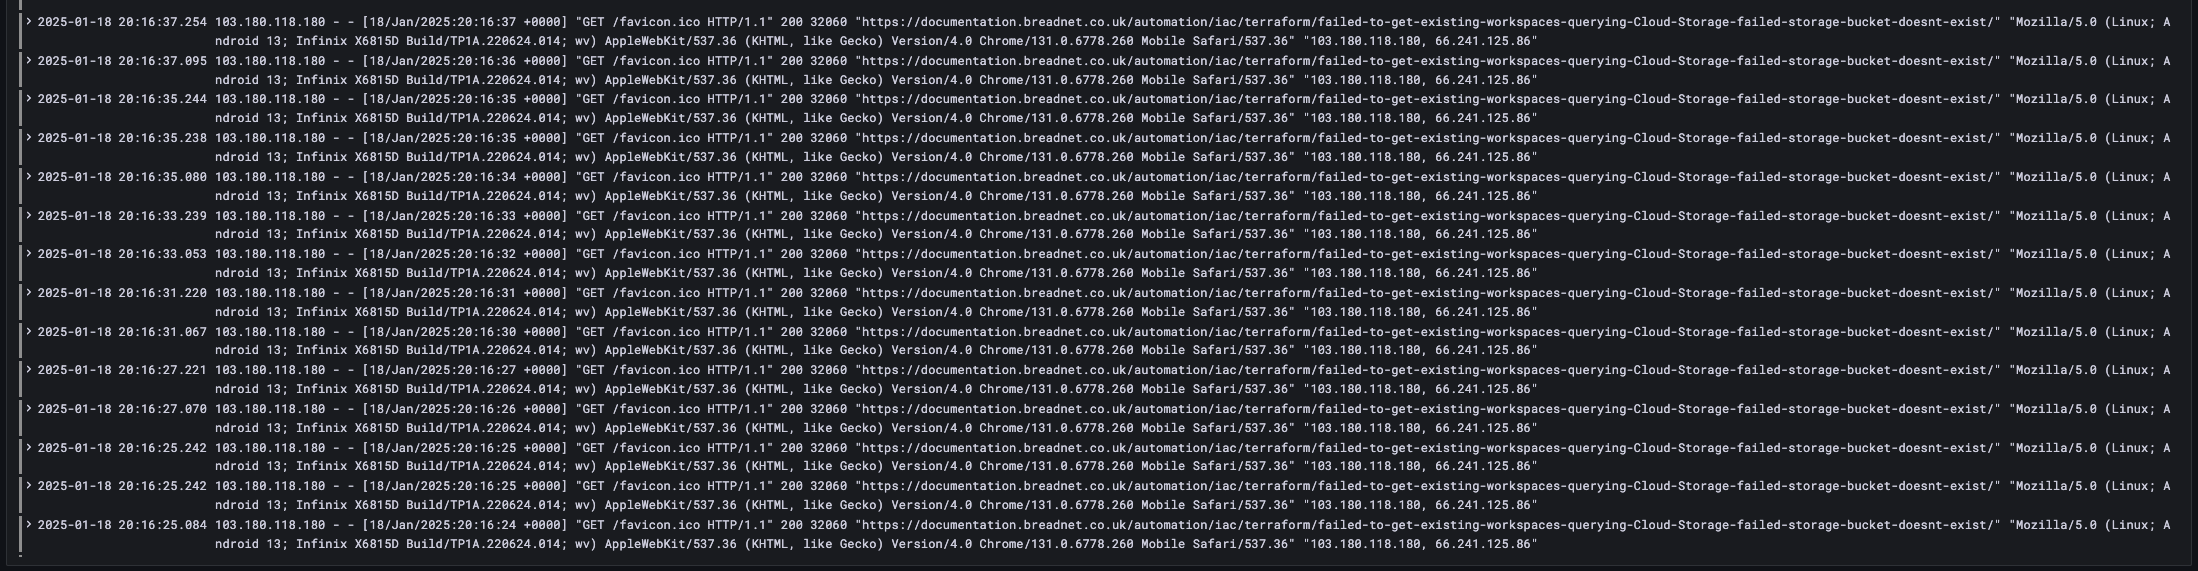 > 2025-01-18 20:16:37.254 103.180.118.180 - - [18/Jan/2025:20:16:37 +0000] "GET /favicon.ico HTTP/1.1" 200 32060 "https://documentation.breadnet.co.uk/automation/iac/terraform/failed-to-get-existing-workspaces-querying-Cloud-Storage-failed-storage-bucket-doesnt-exist/" "Mozilla/5.0 (Linux; A
ndroid 13; Infinix X6815D Build/TP1A.220624.014; wv) AppleWebKit/537.36 (KHTML, like Gecko) Version/4.0 Chrome/131.0.6778.260 Mobile Safari/537.36" "103.180.118.180, 66.241.125.86"
> 2025-01-18 20:16:37.095 103.180.118.180 - - [18/Jan/2025:20:16:36 +0000] "GET /favicon.ico HTTP/1.1" 200 32060 "https://documentation.breadnet.co.uk/automation/iac/terraform/failed-to-get-existing-workspaces-querying-Cloud-Storage-failed-storage-bucket-doesnt-exist/" "Mozilla/5.0 (Linux; A
ndroid 13; Infinix X6815D Build/TP1A.220624.014; wv) AppleWebKit/537.36 (KHTML, like Gecko) Version/4.0 Chrome/131.0.6778.260 Mobile Safari/537.36" "103.180.118.180, 66.241.125.86"
> 2025-01-18 20:16:35.244 103.180.118.180 - - [18/Jan/2025:20:16:35 +0000] "GET /favicon.ico HTTP/1.1" 200 32060 "https://documentation.breadnet.co.uk/automation/iac/terraform/failed-to-get-existing-workspaces-querying-Cloud-Storage-failed-storage-bucket-doesnt-exist/" "Mozilla/5.0 (Linux; A
ndroid 13; Infinix X6815D Build/TP1A.220624.014; wv) AppleWebKit/537.36 (KHTML, like Gecko) Version/4.0 Chrome/131.0.6778.260 Mobile Safari/537.36" "103.180.118.180, 66.241.125.86"
> 2025-01-18 20:16:35.238 103.180.118.180 - - [18/Jan/2025:20:16:35 +0000] "GET /favicon.ico HTTP/1.1" 200 32060 "https://documentation.breadnet.co.uk/automation/iac/terraform/failed-to-get-existing-workspaces-querying-Cloud-Storage-failed-storage-bucket-doesnt-exist/" "Mozilla/5.0 (Linux; A
ndroid 13; Infinix X6815D Build/TP1A.220624.014; wv) AppleWebKit/537.36 (KHTML, like Gecko) Version/4.0 Chrome/131.0.6778.260 Mobile Safari/537.36" "103.180.118.180, 66.241.125.86"
> 2025-01-18 20:16:35.080 103.180.118.180 - - [18/Jan/2025:20:16:34 +0000] "GET /favicon.ico HTTP/1.1" 200 32060 "https://documentation.breadnet.co.uk/automation/iac/terraform/failed-to-get-existing-workspaces-querying-Cloud-Storage-failed-storage-bucket-doesnt-exist/" "Mozilla/5.0 (Linux; A
ndroid 13; Infinix X6815D Build/TP1A.220624.014; wv) AppleWebKit/537.36 (KHTML, like Gecko) Version/4.0 Chrome/131.0.6778.260 Mobile Safari/537.36" "103.180.118.180, 66.241.125.86"
> 2025-01-18 20:16:33.239 103.180.118.180 - - [18/Jan/2025:20:16:33 +0000] "GET /favicon.ico HTTP/1.1" 200 32060 "https://documentation.breadnet.co.uk/automation/iac/terraform/failed-to-get-existing-workspaces-querying-Cloud-Storage-failed-storage-bucket-doesnt-exist/" "Mozilla/5.0 (Linux; A
ndroid 13; Infinix X6815D Build/TP1A.220624.014; wv) AppleWebKit/537.36 (KHTML, like Gecko) Version/4.0 Chrome/131.0.6778.260 Mobile Safari/537.36" "103.180.118.180, 66.241.125.86"
> 2025-01-18 20:16:33.053 103.180.118.180 - - [18/Jan/2025:20:16:32 +0000] "GET /favicon.ico HTTP/1.1" 200 32060 "https://documentation.breadnet.co.uk/automation/iac/terraform/failed-to-get-existing-workspaces-querying-Cloud-Storage-failed-storage-bucket-doesnt-exist/" "Mozilla/5.0 (Linux; A
ndroid 13; Infinix X6815D Build/TP1A.220624.014; wv) AppleWebKit/537.36 (KHTML, like Gecko) Version/4.0 Chrome/131.0.6778.260 Mobile Safari/537.36" "103.180.118.180, 66.241.125.86"
> 2025-01-18 20:16:31.220 103.180.118.180 - - [18/Jan/2025:20:16:31 +0000] "GET /favicon.ico HTTP/1.1" 200 32060 "https://documentation.breadnet.co.uk/automation/iac/terraform/failed-to-get-existing-workspaces-querying-Cloud-Storage-failed-storage-bucket-doesnt-exist/" "Mozilla/5.0 (Linux; A
ndroid 13; Infinix X6815D Build/TP1A.220624.014; wv) AppleWebKit/537.36 (KHTML, like Gecko) Version/4.0 Chrome/131.0.6778.260 Mobile Safari/537.36" "103.180.118.180, 66.241.125.86"
> 2025-01-18 20:16:31.067 103.180.118.180 - - [18/Jan/2025:20:16:30 +0000] "GET /favicon.ico HTTP/1.1" 200 32060 "https://documentation.breadnet.co.uk/automation/iac/terraform/failed-to-get-existing-workspaces-querying-Cloud-Storage-failed-storage-bucket-doesnt-exist/" "Mozilla/5.0 (Linux; A
ndroid 13; Infinix X6815D Build/TP1A.220624.014; wv) AppleWebKit/537.36 (KHTML, like Gecko) Version/4.0 Chrome/131.0.6778.260 Mobile Safari/537.36" "103.180.118.180, 66.241.125.86"
> 2025-01-18 20:16:27.221 103.180.118.180 - - [18/Jan/2025:20:16:27 +0000] "GET /favicon.ico HTTP/1.1" 200 32060 "https://documentation.breadnet.co.uk/automation/iac/terraform/failed-to-get-existing-workspaces-querying-Cloud-Storage-failed-storage-bucket-doesnt-exist/" "Mozilla/5.0 (Linux; A
ndroid 13; Infinix X6815D Build/TP1A.220624.014; wv) AppleWebKit/537.36 (KHTML, like Gecko) Version/4.0 Chrome/131.0.6778.260 Mobile Safari/537.36" "103.180.118.180, 66.241.125.86"
> 2025-01-18 20:16:27.070 103.180.118.180 - - [18/Jan/2025:20:16:26 +0000] "GET /favicon.ico HTTP/1.1" 200 32060 "https://documentation.breadnet.co.uk/automation/iac/terraform/failed-to-get-existing-workspaces-querying-Cloud-Storage-failed-storage-bucket-doesnt-exist/" "Mozilla/5.0 (Linux; A
ndroid 13; Infinix X6815D Build/TP1A.220624.014; wv) AppleWebKit/537.36 (KHTML, like Gecko) Version/4.0 Chrome/131.0.6778.260 Mobile Safari/537.36" "103.180.118.180, 66.241.125.86"
> 2025-01-18 20:16:25.242 103.180.118.180 - - [18/Jan/2025:20:16:25 +0000] "GET /favicon.ico HTTP/1.1" 200 32060 "https://documentation.breadnet.co.uk/automation/iac/terraform/failed-to-get-existing-workspaces-querying-Cloud-Storage-failed-storage-bucket-doesnt-exist/" "Mozilla/5.0 (Linux; A
ndroid 13; Infinix X6815D Build/TP1A.220624.014; wv) AppleWebKit/537.36 (KHTML, like Gecko) Version/4.0 Chrome/131.0.6778.260 Mobile Safari/537.36" "103.180.118.180, 66.241.125.86"
> 2025-01-18 20:16:25.242 103.180.118.180 - - [18/Jan/2025:20:16:25 +0000] "GET /favicon.ico HTTP/1.1" 200 32060 "https://documentation.breadnet.co.uk/automation/iac/terraform/failed-to-get-existing-workspaces-querying-Cloud-Storage-failed-storage-bucket-doesnt-exist/" "Mozilla/5.0 (Linux; A
ndroid 13; Infinix X6815D Build/TP1A.220624.014; wv) AppleWebKit/537.36 (KHTML, like Gecko) Version/4.0 Chrome/131.0.6778.260 Mobile Safari/537.36" "103.180.118.180, 66.241.125.86"
> 2025-01-18 20:16:25.084 103.180.118.180 - - [18/Jan/2025:20:16:24 +0000] "GET /favicon.ico HTTP/1.1" 200 32060 "https://documentation.breadnet.co.uk/automation/iac/terraform/failed-to-get-existing-workspaces-querying-Cloud-Storage-failed-storage-bucket-doesnt-exist/" "Mozilla/5.0 (Linux; A
ndroid 13; Infinix X6815D Build/TP1A.220624.014; wv) AppleWebKit/537.36 (KHTML, like Gecko) Version/4.0 Chrome/131.0.6778.260 Mobile Safari/537.36" "103.180.118.180, 66.241.125.86"